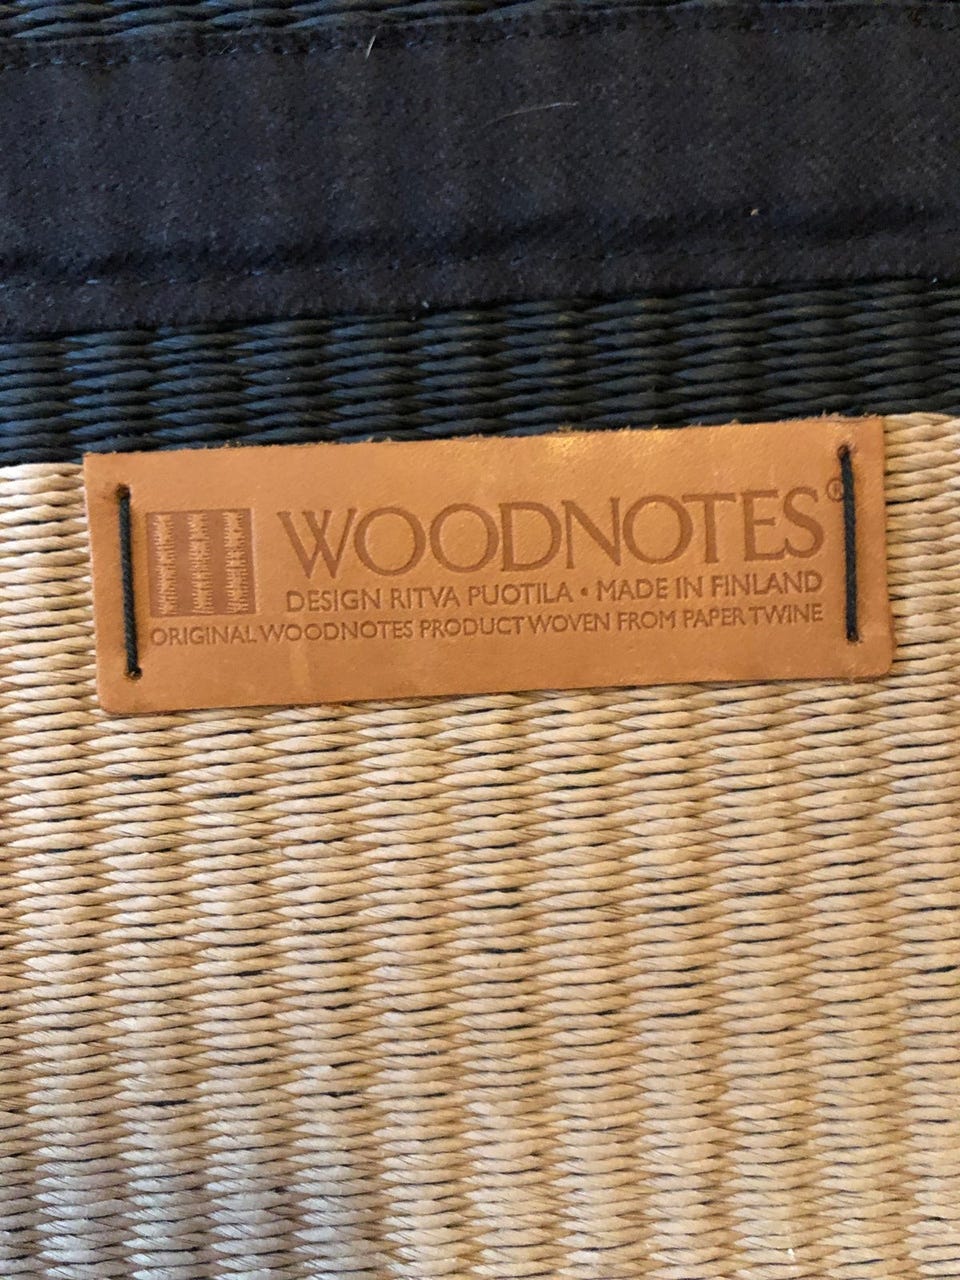 WOODNOTES®
DESIGN RITVA PUOTILA • MADE IN FINLAND
ORIGINAL WOODNOTES PRODUCT WOVEN FROM PAPER TWINE